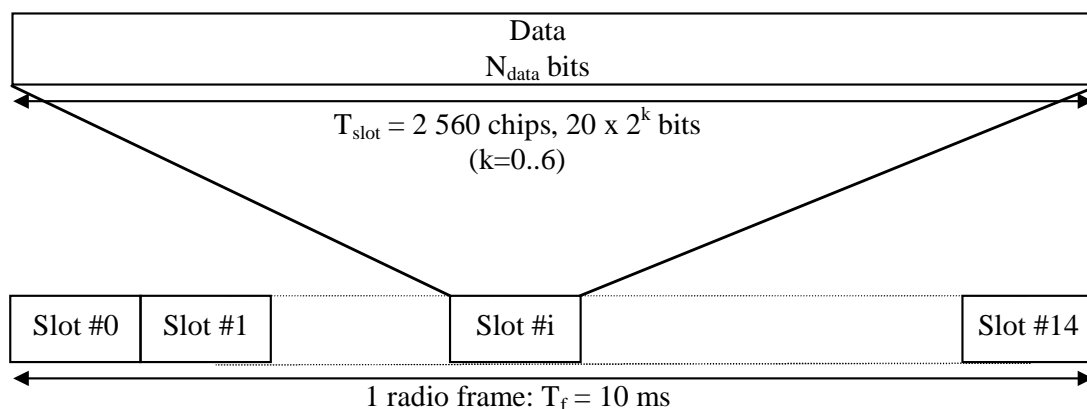 Data
N_data bits
T_slot = 2 560 chips, 20 x 2^k bits
(k=0..6)
Slot #0 Slot #1 Slot #i Slot #14
1 radio frame: T_f = 10 ms